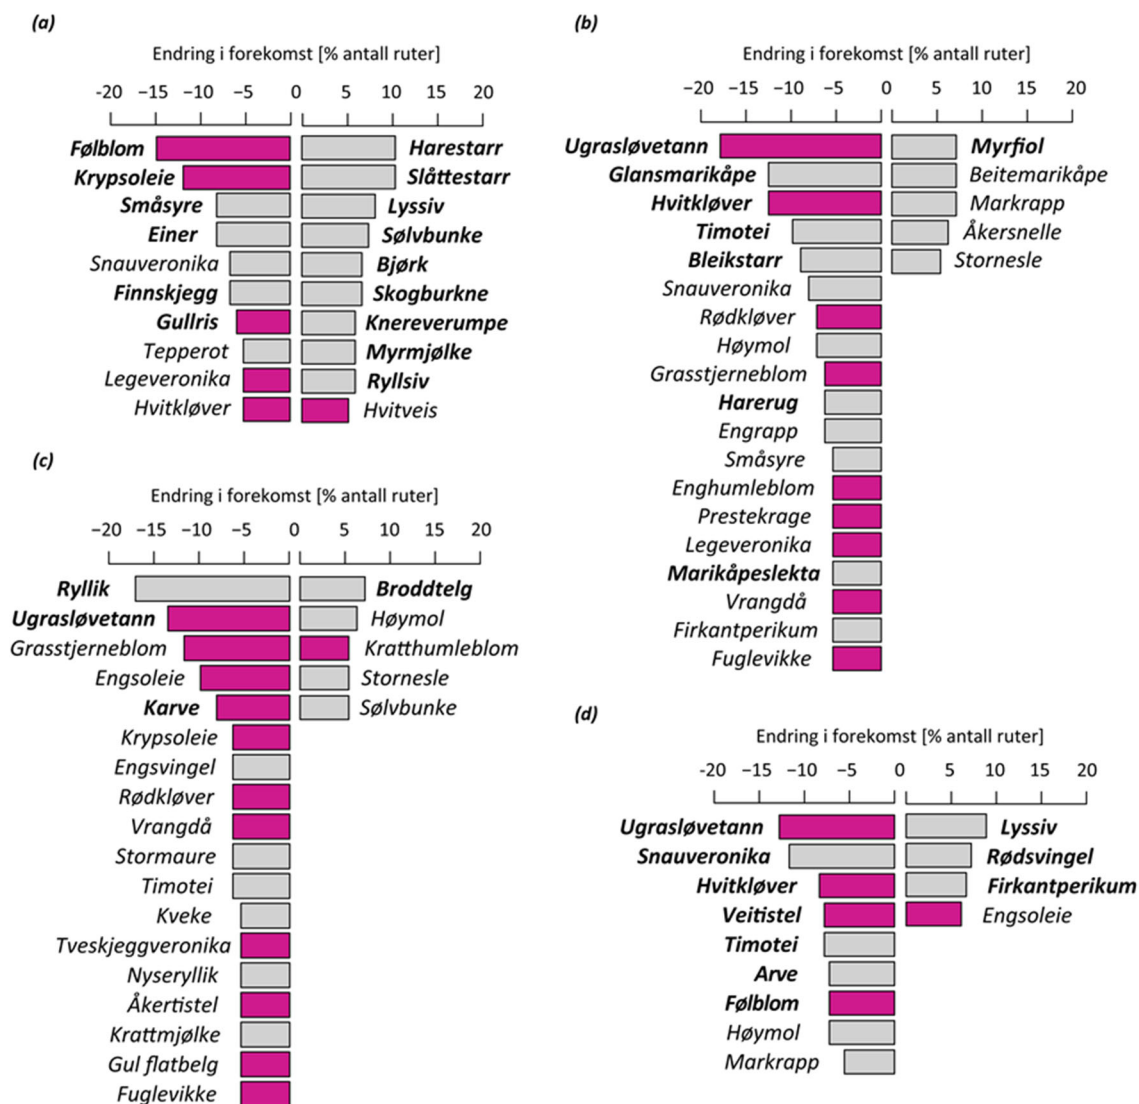 (a)
Endring i forekomst [% antall ruter]
-20 −15 −10 −5 0 5 10 15 20
Følblom Harestarr
Krypsoleie Slåttestarr
Småsyre Lyssiv
Einer Sølvbunke
Snauveronika Bjørk
Finnskjegg Skogburkne
Gullris Knereverumpe
Tepperot Myrmjølke
Legeveronika Ryllsiv
Hvitkløver Hvitveis
(b)
Endring i forekomst [% antall ruter]
-20 −15 −10 −5 0 5 10 15 20
Ugrasløvetann Myrfiol
Glansmarikåpe Beitemarikåpe
Hvitkløver Markrapp
Timotei Åkersnelle
Bleikstarr Stornesle
Snauveronika
Rødkløver
Høymol
Grasstjerneblom
Harerug
Engrapp
Småsyre
Enghumleblom
Prestekrage
Legeveronika
Marikåpeslekta
Vrangdå
Firkantperikum
Fuglevikke
(c)
Endring i forekomst [% antall ruter]
-20 −15 −10 −5 0 5 10 15 20
Ryllik Broddtelg
Ugrasløvetann Høymol
Grasstjerneblom Kratthumleblom
Engsoleie Stornesle
Karve Sølvbunke
Krypsoleie
Engsvingel
Rødkløver
Vrangdå
Stormaure
Timotei
Kveke
Tveskjeggveronika
Nyseryllik
Åkertistel
Krattmjølke
Gul flatbelg
Fuglevikke
(d)
Endring i forekomst [% antall ruter]
-20 −15 −10 −5 0 5 10 15 20
Ugrasløvetann Lyssiv
Snauveronika Rødsvingel
Hvitkløver Firkantperikum
Veitistel Engsoleie
Timotei
Arve
Følblom
Høymol
Markrapp